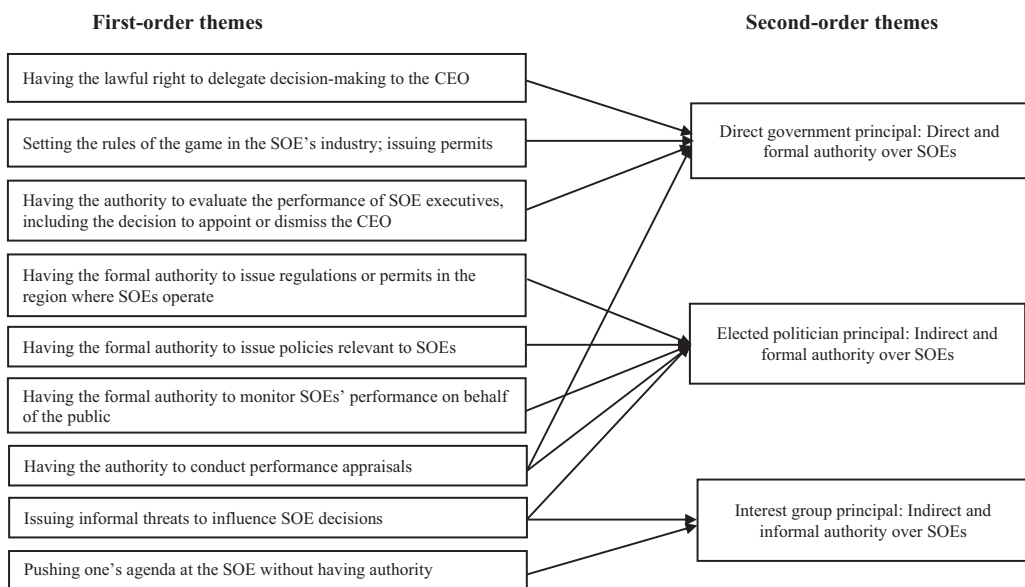 First-order themes
Second-order themes
Having the lawful right to delegate decision-making to the CEO
Setting the rules of the game in the SOE's industry; issuing permits
Having the authority to evaluate the performance of SOE executives,
including the decision to appoint or dismiss the CEO
Having the formal authority to issue regulations or permits in the
region where SOEs operate
Having the formal authority to issue policies relevant to SOEs
Having the formal authority to monitor SOEs' performance on behalf
of the public
Having the authority to conduct performance appraisals
Issuing informal threats to influence SOE decisions
Pushing one's agenda at the SOE without having authority
Direct government principal: Direct and
formal authority over SOEs
Elected politician principal: Indirect and
formal authority over SOEs
Interest group principal: Indirect and
informal authority over SOEs